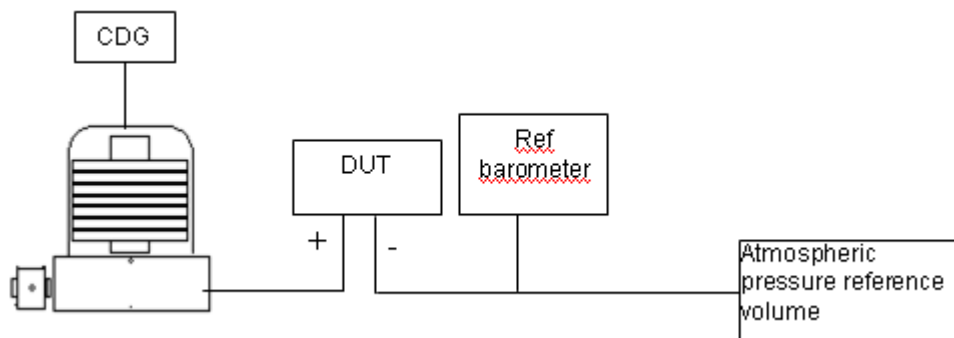 CDG
DUT
Ref
barometer
+
-
Atmospheric
pressure reference
volume